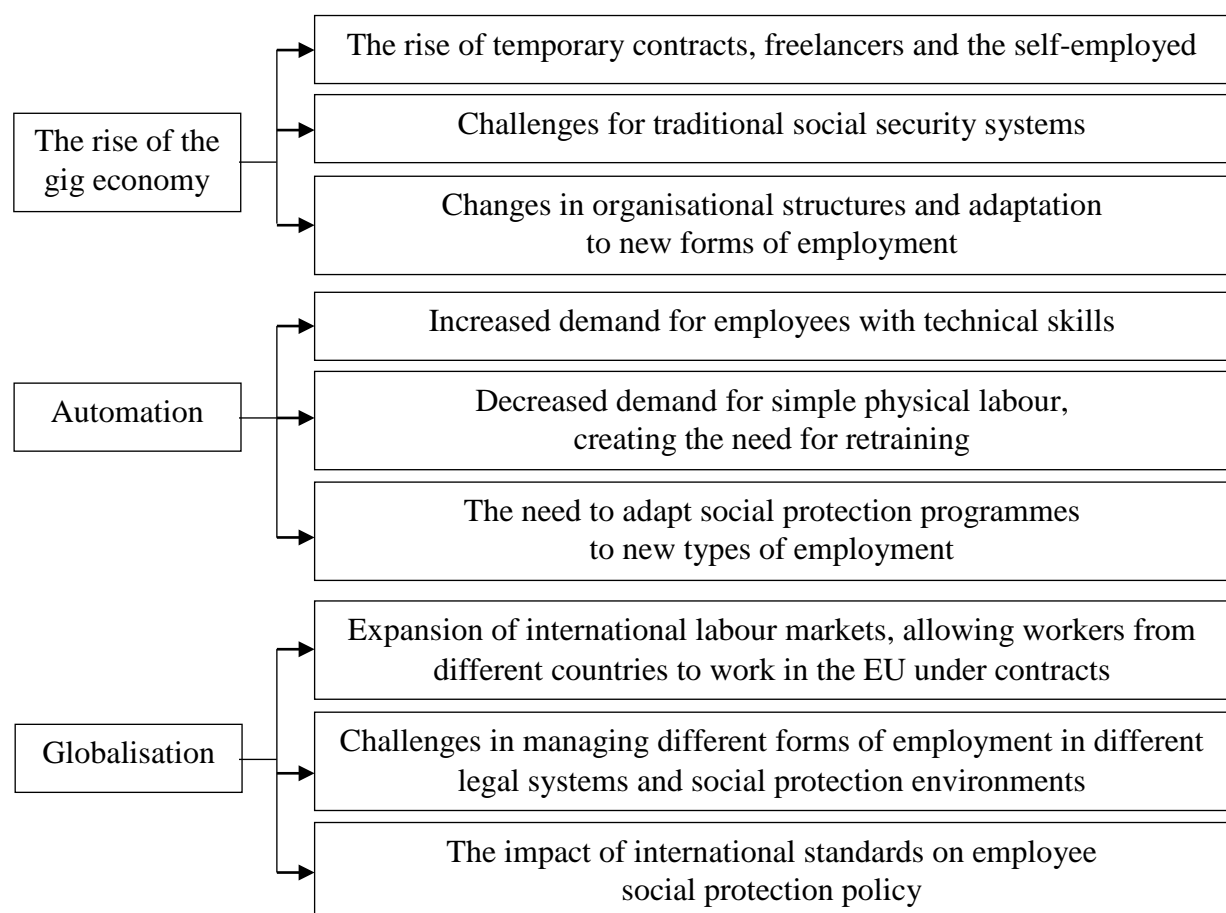 The rise of the
gig economy
The rise of temporary contracts, freelancers and the self-employed
Challenges for traditional social security systems
Changes in organisational structures and adaptation
to new forms of employment
Automation
Increased demand for employees with technical skills
Decreased demand for simple physical labour,
creating the need for retraining
The need to adapt social protection programmes
to new types of employment
Globalisation
Expansion of international labour markets, allowing workers from
different countries to work in the EU under contracts
Challenges in managing different forms of employment in different
legal systems and social protection environments
The impact of international standards on employee
social protection policy